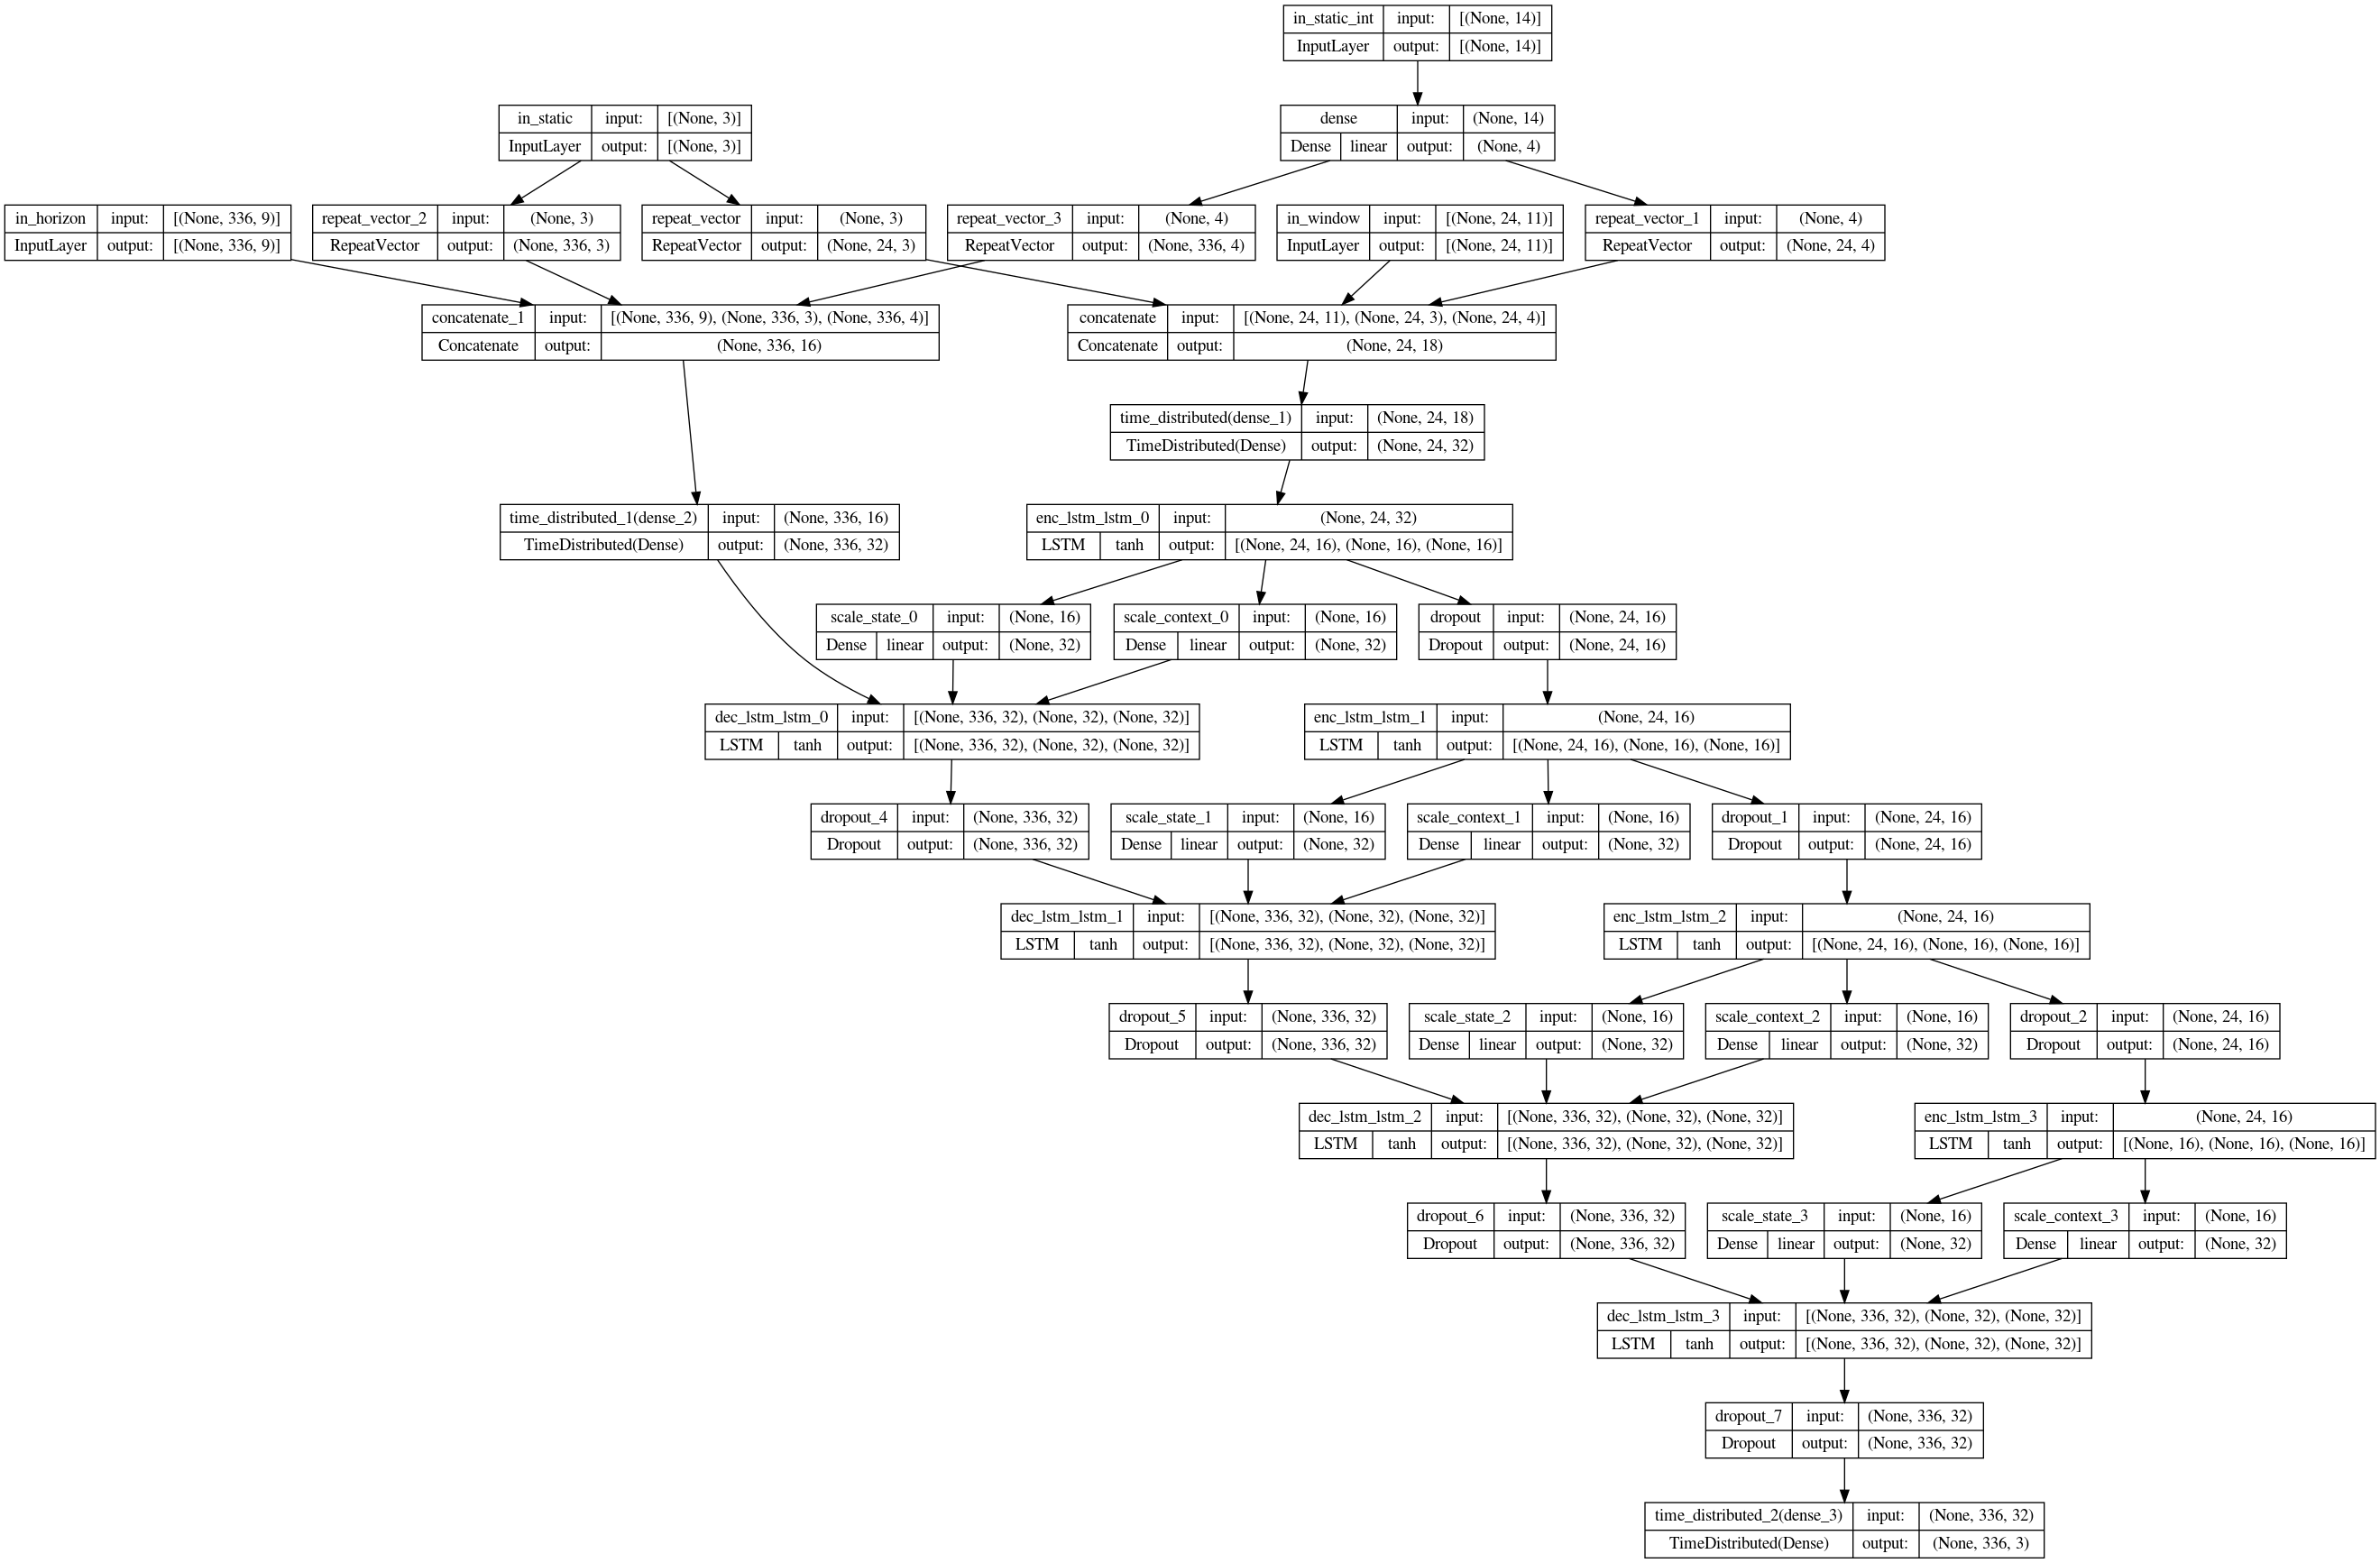 in_static_int input: [(None, 14)]
InputLayer output: [(None, 14)]
in_static input: [(None, 3)]
InputLayer output: [(None, 3)]
dense input: (None, 14)
Dense linear output: (None, 4)
in_horizon input: [(None, 336, 9)]
InputLayer output: [(None, 336, 9)]
repeat_vector_2 input: (None, 3)
RepeatVector output: (None, 336, 3)
repeat_vector input: (None, 3)
RepeatVector output: (None, 24, 3)
repeat_vector_3 input: (None, 4)
RepeatVector output: (None, 336, 4)
in_window input: [(None, 24, 11)]
InputLayer output: [(None, 24, 11)]
repeat_vector_1 input: (None, 4)
RepeatVector output: (None, 24, 4)
concatenate_1 input: [(None, 336, 9), (None, 336, 3), (None, 336, 4)]
Concatenate output: (None, 336, 16)
concatenate input: [(None, 24, 11), (None, 24, 3), (None, 24, 4)]
Concatenate output: (None, 24, 18)
time_distributed(dense_1) input: (None, 24, 18)
TimeDistributed(Dense) output: (None, 24, 32)
time_distributed_1(dense_2) input: (None, 336, 16)
TimeDistributed(Dense) output: (None, 336, 32)
enc_lstm_lstm_0 input: (None, 24, 32)
LSTM tanh output: [(None, 24, 16), (None, 16), (None, 16)]
scale_state_0 input: (None, 16)
Dense linear output: (None, 32)
scale_context_0 input: (None, 16)
Dense linear output: (None, 32)
dropout input: (None, 24, 16)
Dropout output: (None, 24, 16)
dec_lstm_lstm_0 input: [(None, 336, 32), (None, 32), (None, 32)]
LSTM tanh output: [(None, 336, 32), (None, 32), (None, 32)]
enc_lstm_lstm_1 input: (None, 24, 16)
LSTM tanh output: [(None, 24, 16), (None, 16), (None, 16)]
dropout_4 input: (None, 336, 32)
Dropout output: (None, 336, 32)
scale_state_1 input: (None, 16)
Dense linear output: (None, 32)
scale_context_1 input: (None, 16)
Dense linear output: (None, 32)
dropout_1 input: (None, 24, 16)
Dropout output: (None, 24, 16)
dec_lstm_lstm_1 input: [(None, 336, 32), (None, 32), (None, 32)]
LSTM tanh output: [(None, 336, 32), (None, 32), (None, 32)]
enc_lstm_lstm_2 input: (None, 24, 16)
LSTM tanh output: [(None, 24, 16), (None, 16), (None, 16)]
dropout_5 input: (None, 336, 32)
Dropout output: (None, 336, 32)
scale_state_2 input: (None, 16)
Dense linear output: (None, 32)
scale_context_2 input: (None, 16)
Dense linear output: (None, 32)
dropout_2 input: (None, 24, 16)
Dropout output: (None, 24, 16)
dec_lstm_lstm_2 input: [(None, 336, 32), (None, 32), (None, 32)]
LSTM tanh output: [(None, 336, 32), (None, 32), (None, 32)]
enc_lstm_lstm_3 input: (None, 24, 16)
LSTM tanh output: [(None, 16), (None, 16), (None, 16)]
dropout_6 input: (None, 336, 32)
Dropout output: (None, 336, 32)
scale_state_3 input: (None, 16)
Dense linear output: (None, 32)
scale_context_3 input: (None, 16)
Dense linear output: (None, 32)
dec_lstm_lstm_3 input: [(None, 336, 32), (None, 32), (None, 32)]
LSTM tanh output: [(None, 336, 32), (None, 32), (None, 32)]
dropout_7 input: (None, 336, 32)
Dropout output: (None, 336, 32)
time_distributed_2(dense_3) input: (None, 336, 32)
TimeDistributed(Dense) output: (None, 336, 3)